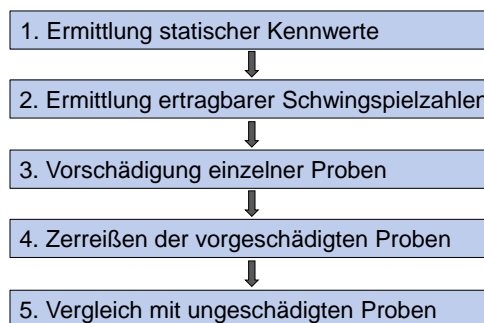 1. Ermittlung statischer Kennwerte
2. Ermittlung ertragbarer Schwingspielzahlen
3. Vorschädigung einzelner Proben
4. Zerreißen der vorgeschädigten Proben
5. Vergleich mit ungeschädigten Proben